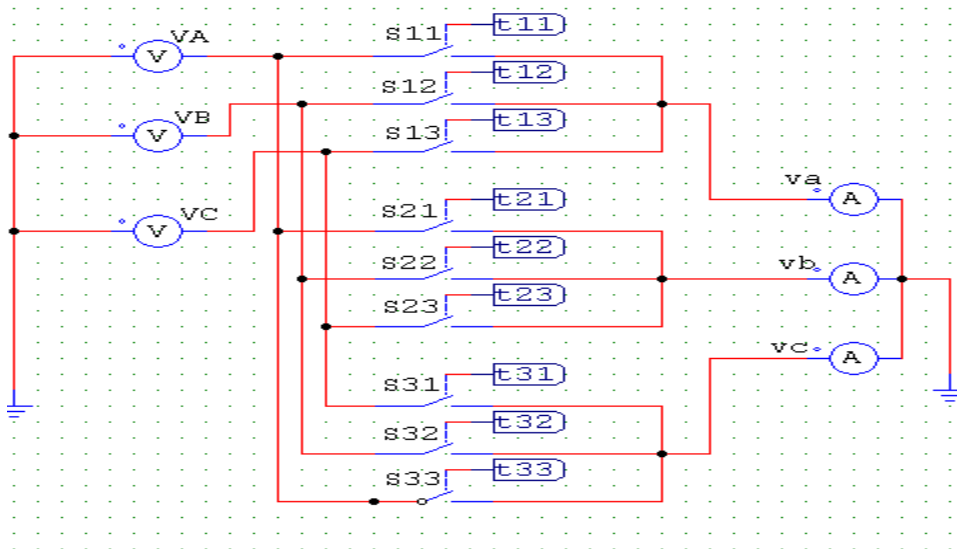 VA
V
VB
V
VC
V
S11
t11
S12
t12
S13
t13
S21
t21
S22
t22
S23
t23
S31
t31
S32
t32
S33
t33
va
A
vb
A
vc
A